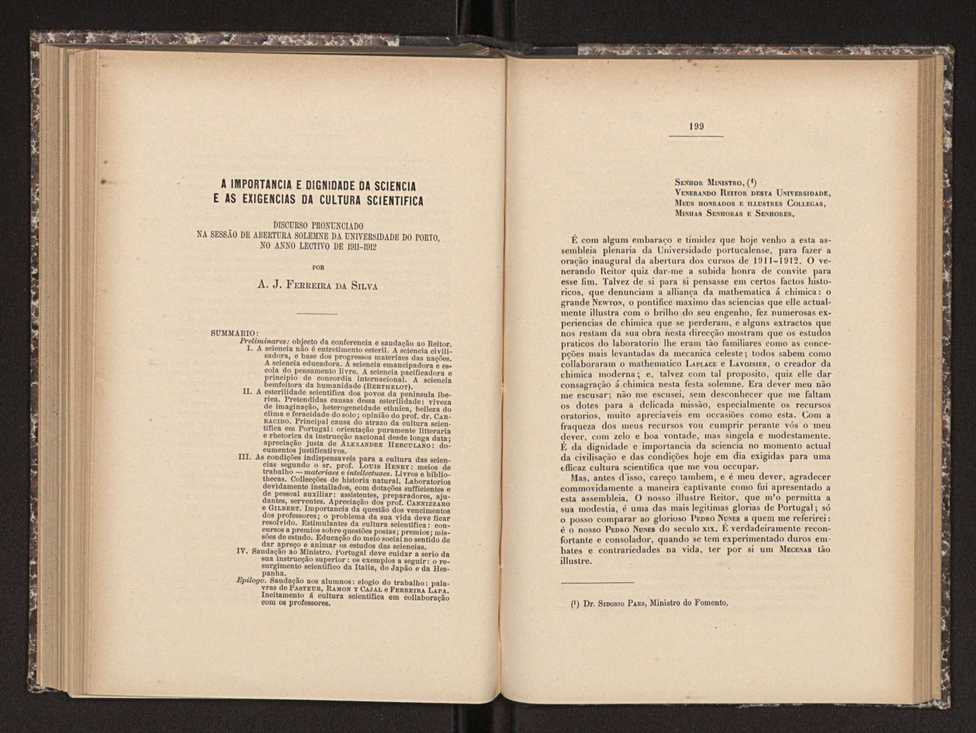 A IMPORTANCIA E DIGNIDADE DA SCIENCIA
E AS EXIGENCIAS DA CULTURA SCIENTIFICA
DISCURSO PRONUNCIADO
NA SESSÃO DE ABERTURA SOLEMNE DA UNIVERSIDADE DO PORTO,
NO ANNO LECTIVO DE 1911-1912
POR
A. J. FERREIRA DA SILVA
SUMMARIO:
Preliminares: objecto da conferencia e saudação ao Reitor.
I. A sciencia não é entretimento esteril. A sciencia civili-
sadora, e base dos progressos materiaes das nações.
A sciencia educadora. A sciencia emancipadora e es-
cola do pensamento livre. A sciencia pacificadora e
principio de concordia internacional. A sciencia
bemfeitora da humanidade (BERTHELOT).
II. A esterilidade scientifica dos povos da peninsula ibe-
rica. Pretendidas causas dessa esterilidade: viveza
de imaginação, heterogeneidade ethnica, belleza do
clima e feracidade do solo; opinião do prof. dr. CAR-
RACIDO. Principal causa do atrazo da cultura scien-
tifica em Portugal: orientação puramente litteraria
e rhetorica da instrucção nacional desde longa data;
apreciação justa de ALEXANDRE HERCULANO: do-
cumentos justificativos.
III. As condições indispensaveis para a cultura das scien-
cias segundo o sr. prof. LOUIS HENRY: meios de
trabalho — materiaes e intellectuaes. Livros e biblio-
thecas. Collecções de historia natural. Laboratorios
devidamente installados, com dotações sufficientes e
de pessoal auxiliar: assistentes, preparadores, aju-
dantes, serventes. Apreciação dos prof. CANNIZZARO
e GILBERT. Importancia da questão dos vencimentos
dos professores; o problema da sua vida deve ficar
resolvido. Estimulantes da cultura scientifica: con-
cursos a premios sobre questões postas; premios; mis-
sões de estudo. Educação do meio social no sentido de
dar apreço e animar os estudos das sciencias.
IV. Saudação ao Ministro. Portugal deve cuidar a serio da
sua instrucção superior: os exemplos a seguir: o re-
surgimento scientifico da Italia, do Japão e da Hes-
panha.
Epilogo. Saudação aos alumnos: elogio do trabalho: pala-
vras de PASTEUR, RAMON Y CAJAL e FERREIRA LAPA.
Incitamento á cultura scientifica em collaboração
com os professores.
199
SENHOR MINISTRO, (1)
VENERANDO REITOR DESTA UNIVERSIDADE,
MEUS HONRADOS E ILLUSTRES COLLEGAS,
MINHAS SENHORAS E SENHORES,
É com algum embaraço e timidez que hoje venho a esta as-
sembleia plenaria da Universidade portucalense, para fazer a
oração inaugural da abertura dos cursos de 1911-1912. O ve-
nerando Reitor quiz dar-me a subida honra de convite para
esse fim. Talvez de si para si pensasse em certos factos histo-
ricos, que denunciam a alliança da mathematica á chimica: o
grande NEWTON, o pontifice maximo das sciencias que elle actual-
mente illustra com o brilho do seu engenho, fez numerosas ex-
periencias de chimica que se perderam, e alguns extractos que
nos restam da sua obra nesta direcção mostram que os estudos
praticos do laboratorio lhe eram tão familiares como as conce-
pções mais levantadas da mecanica celeste; todos sabem como
collaboraram o mathematico LAPLACE e LAVOISIER, o creador da
chimica moderna; e, talvez com tal proposito, quiz elle dar
consagração á chimica nesta festa solemne. Era dever meu não
me escusar; não me escusei, sem desconhecer que me faltam
os dotes para a delicada missão, especialmente os recursos
oratorios, muito apreciaveis em occasiões como esta. Com a
fraqueza dos meus recursos vou cumprir perante vós o meu
dever, com zelo e boa vontade, mas singela e modestamente.
É da dignidade e importancia da sciencia no momento actual
da civilisação e das condições hoje em dia exigidas para uma
efficaz cultura scientifica que me vou occupar.
Mas, antes d'isso, careço tambem, e é meu dever, agradecer
commovidamente a maneira captivante como fui apresentado a
esta assembleia. O nosso illustre Reitor, que m'o permitta a
sua modestia, é uma das mais legitimas glorias de Portugal; só
o posso comparar ao glorioso PEDRO NUNES a quem me referirei:
é o nosso PEDRO NUNES do seculo XIX. É verdadeiramente recon-
fortante e consolador, quando se tem experimentado duros em-
bates e contrariedades na vida, ter por si um MECENAS tão
illustre.
(1) Dr. SIDONIO PAES, Ministro do Fomento.